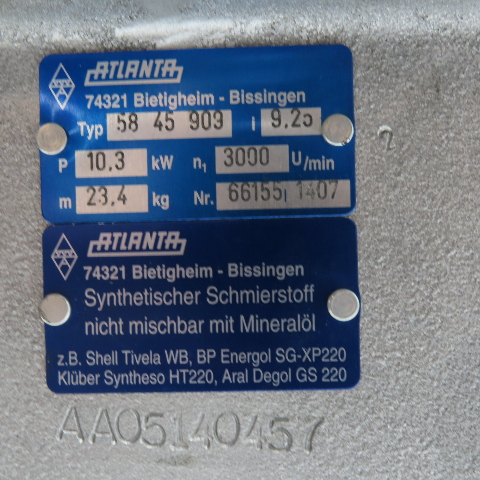 ATLANTA
74321 Bietigheim - Bissingen
Typ 58 45 909 i 9.25
P 10.3 kW n1 3000 U/min
m 23.4 kg Nr. 66155 1407
ATLANTA
74321 Bietigheim - Bissingen
Synthetischer Schmierstoff
nicht mischbar mit Mineralöl
z.B. Shell Tivela WB, BP Energol SG-XP220
Klüber Syntheso HT220, Aral Degol GS 220
AA05140457
2